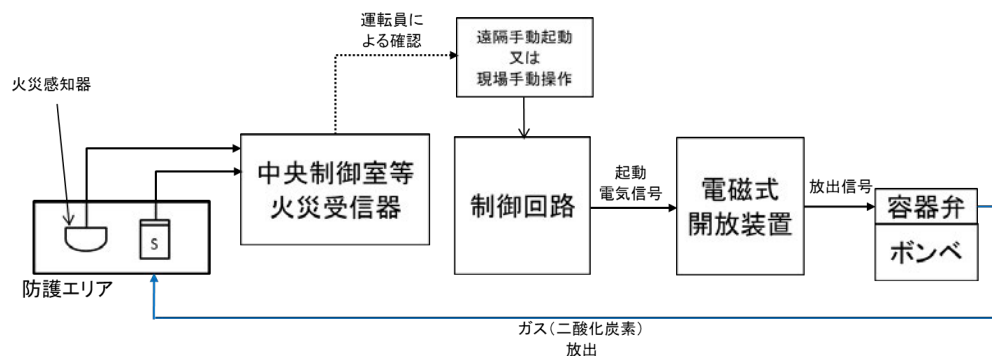 運転員に
よる確認
遠隔手動起動
又は
現場手動操作
火災感知器
中央制御室等
火災受信器
制御回路
起動
電気信号
電磁式
開放装置
放出信号
容器弁
ボンベ
S
防護エリア
ガス(二酸化炭素)
放出